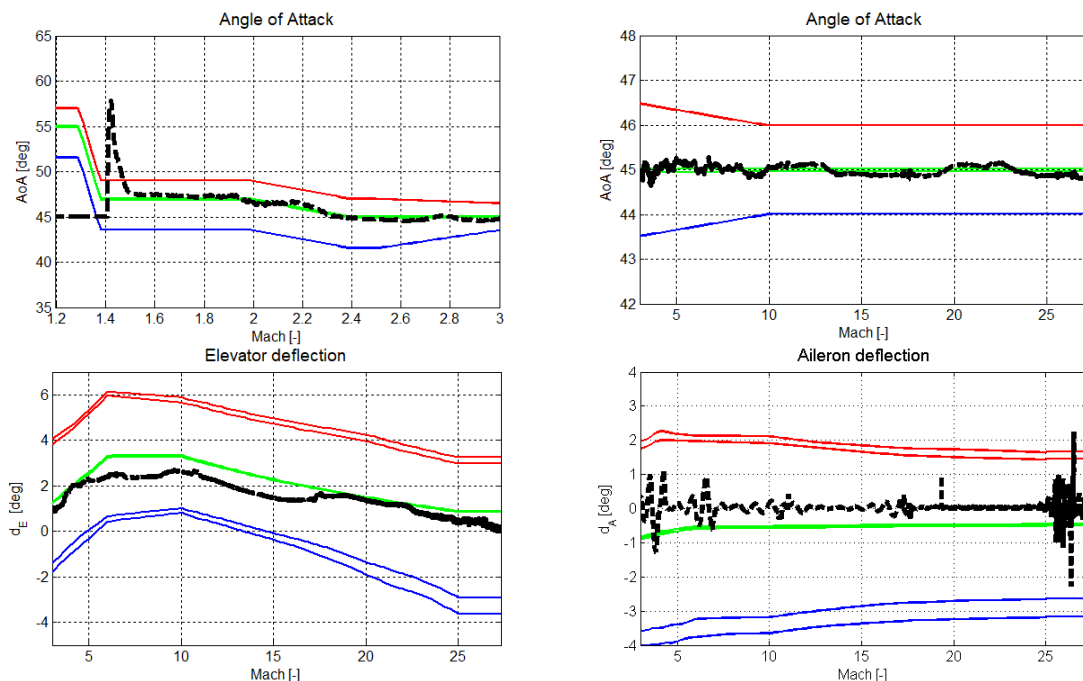 Angle of Attack
65
60
55
50
45
40
35
AoA [deg]
1.2 1.4 1.6 1.8 2 2.2 2.4 2.6 2.8 3
Mach [-]
Angle of Attack
48
47
46
45
44
43
42
AoA [deg]
5 10 15 20 25
Mach [-]
Elevator deflection
6
4
2
0
-2
-4
d_E [deg]
5 10 15 20 25
Mach [-]
Aileron deflection
4
3
2
1
0
-1
-2
-3
-4
d_A [deg]
5 10 15 20 25
Mach [-]